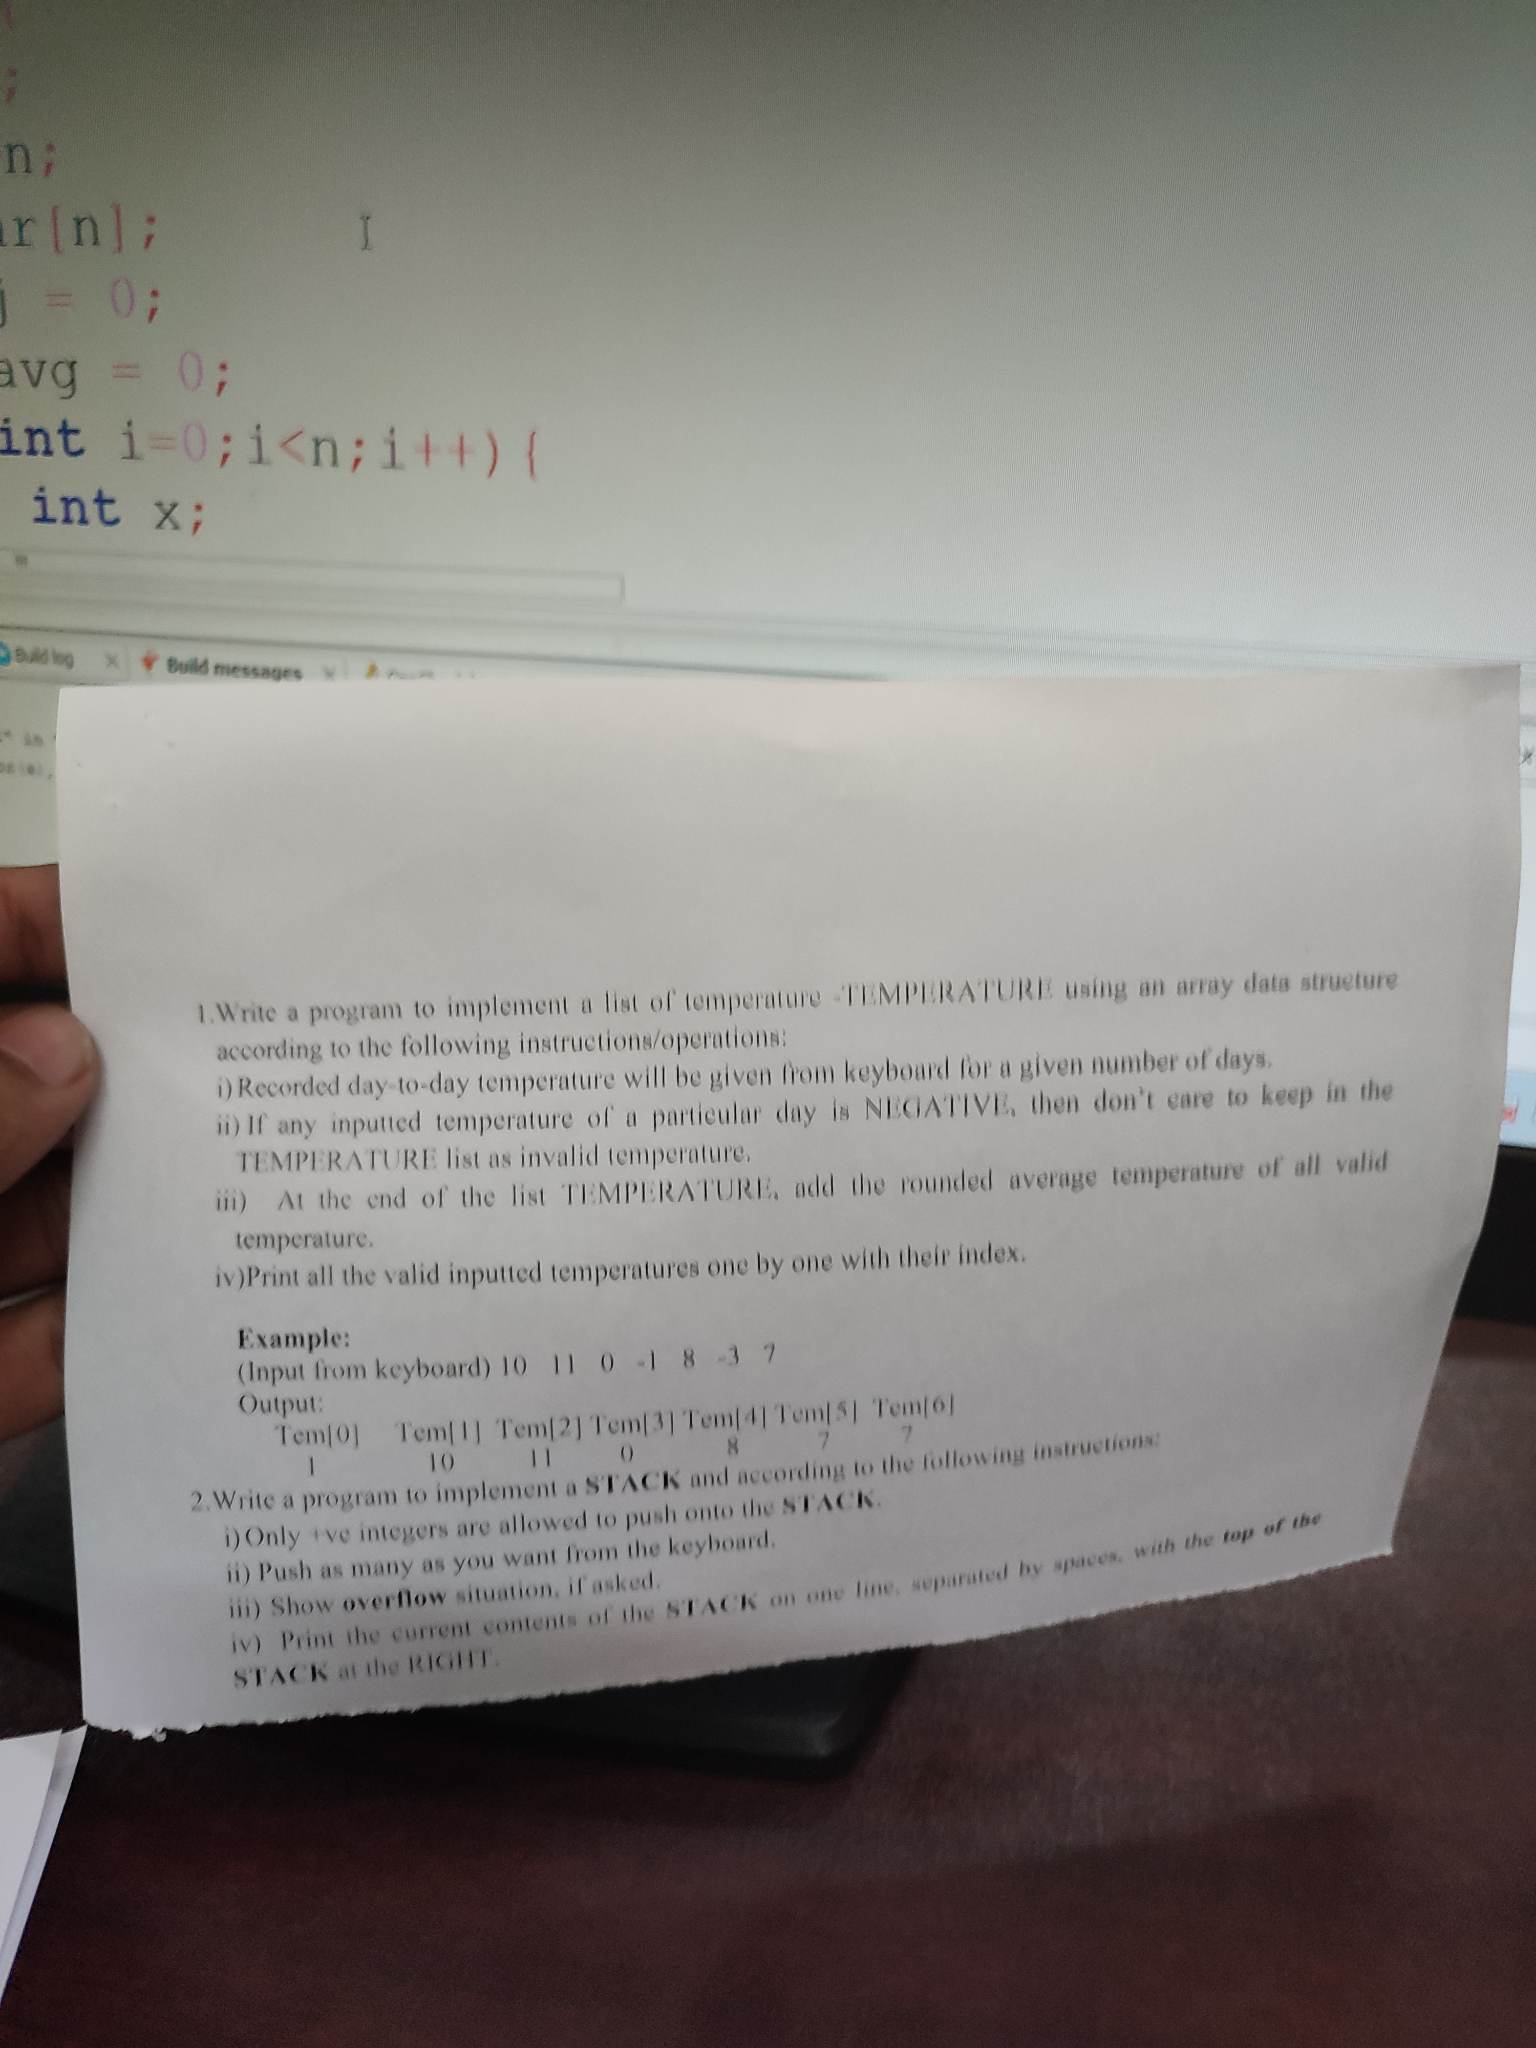 ;
n;
ar[n];
j = 0;
avg = 0;
int i=0;i<n;i++){
int x;
Build log
Build messages
1.Write a program to implement a list of temperature -TEMPERATURE using an array data structure
according to the following instructions/operations:
i) Recorded day-to-day temperature will be given from keyboard for a given number of days.
ii) If any inputted temperature of a particular day is NEGATIVE, then don't care to keep in the
TEMPERATURE list as invalid temperature.
iii) At the end of the list TEMPERATURE, add the rounded average temperature of all valid
temperature.
iv)Print all the valid inputted temperatures one by one with their index.
Example:
(Input from keyboard) 10 11 0 -1 8 -3 7
Output:
Tem[0] Tem[1] Tem[2] Tem[3] Tem[4] Tem[5] Tem[6]
1 10 11 0 8 7 7
2.Write a program to implement a STACK and according to the following instructions:
i) Only +ve integers are allowed to push onto the STACK.
ii) Push as many as you want from the keyboard.
iii) Show overflow situation, if asked.
iv) Print the current contents of the STACK on one line, separated by spaces, with the top of the
STACK at the RIGHT.